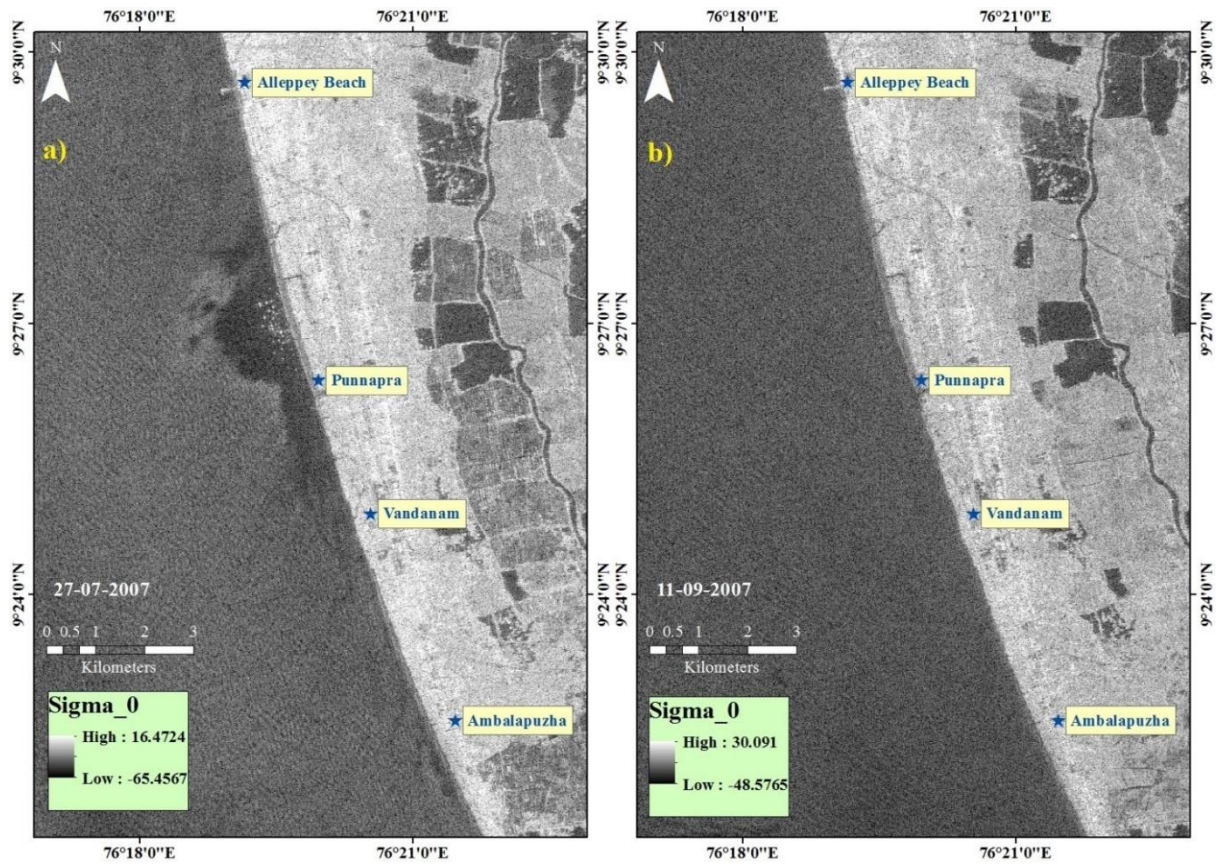 76°18'0"E 76°21'0"E 76°18'0"E 76°21'0"E
9°30'0"N 9°30'0"N 9°30'0"N 9°30'0"N
N
Alleppey Beach
a)
9°27'0"N 9°27'0"N
Punnapra
Vandanam
9°24'0"N 9°24'0"N
27-07-2007
0 0.5 1 2 3
Kilometers
Sigma_0
High : 16.4724
Low : -65.4567
Ambalapuzha
76°18'0"E 76°21'0"E
N
Alleppey Beach
b)
9°27'0"N 9°27'0"N
Punnapra
Vandanam
9°24'0"N 9°24'0"N
11-09-2007
0 0.5 1 2 3
Kilometers
Sigma_0
High : 30.091
Low : -48.5765
Ambalapuzha
76°18'0"E 76°21'0"E